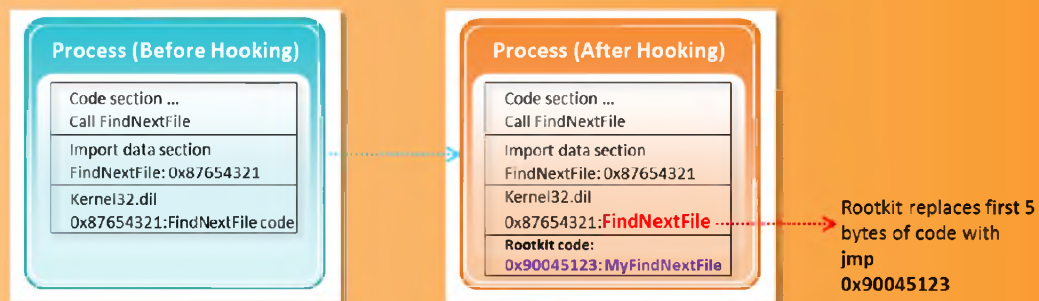 Process (Before Hooking)
Code section ...
Call FindNextFile
Import data section
FindNextFile: 0x87654321
Kernel32.dil
0x87654321:FindNextFile code
Process (After Hooking)
Code section ...
Call FindNextFile
Import data section
FindNextFile: 0x87654321
Kernel32.dil
0x87654321:FindNextFile
Rootkit code:
0x90045123: MyFindNextFile
Rootkit replaces first 5
bytes of code with
jmp
0x90045123